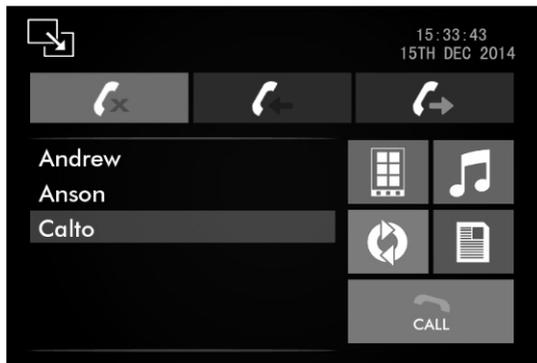 15:33:43
15TH DEC 2014
Andrew
Anson
Calto
CALL